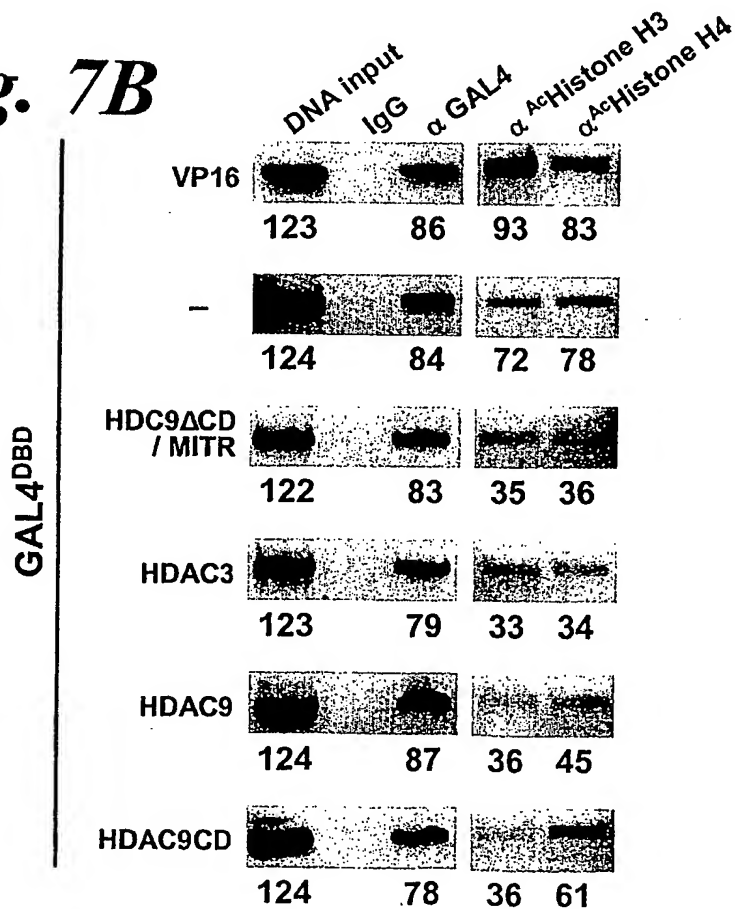 g. 7B
DNA input IgG α GAL4 α AcHistone H3 αAcHistone H4
VP16
123 86 93 83
–
124 84 72 78
HDC9ΔCD
/ MITR
122 83 35 36
HDAC3
123 79 33 34
HDAC9
124 87 36 45
HDAC9CD
124 78 36 61
GAL4DBD